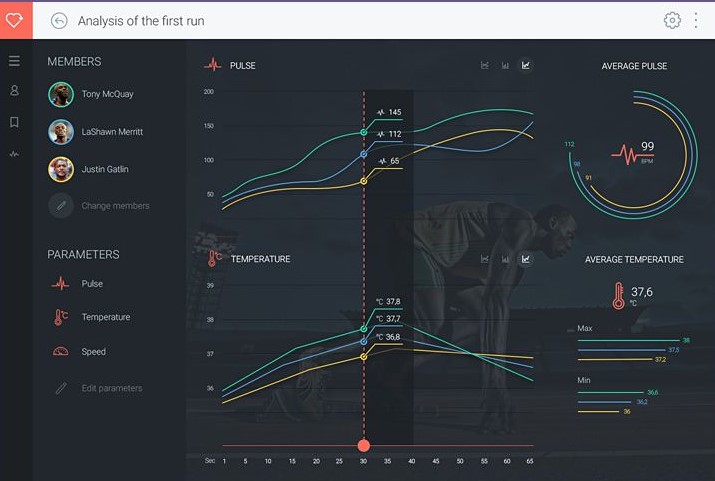 Analysis of the first run
MEMBERS
Tony McQuay
LaShawn Merritt
Justin Gatlin
Change members
PARAMETERS
Pulse
°C
Temperature
Speed
Edit parameters
PULSE
200
150
100
50
145
112
65
°C TEMPERATURE
39
38
37
36
°C 37,8
°C 37,7
°C 36,8
Sec 1 5 10 15 20 25 30 35 40 45 50 55 60 65
AVERAGE PULSE
99
BPM
112
98
91
AVERAGE TEMPERATURE
37,6
°C
Max
38
37,5
37,2
Min
36,6
36,2
36